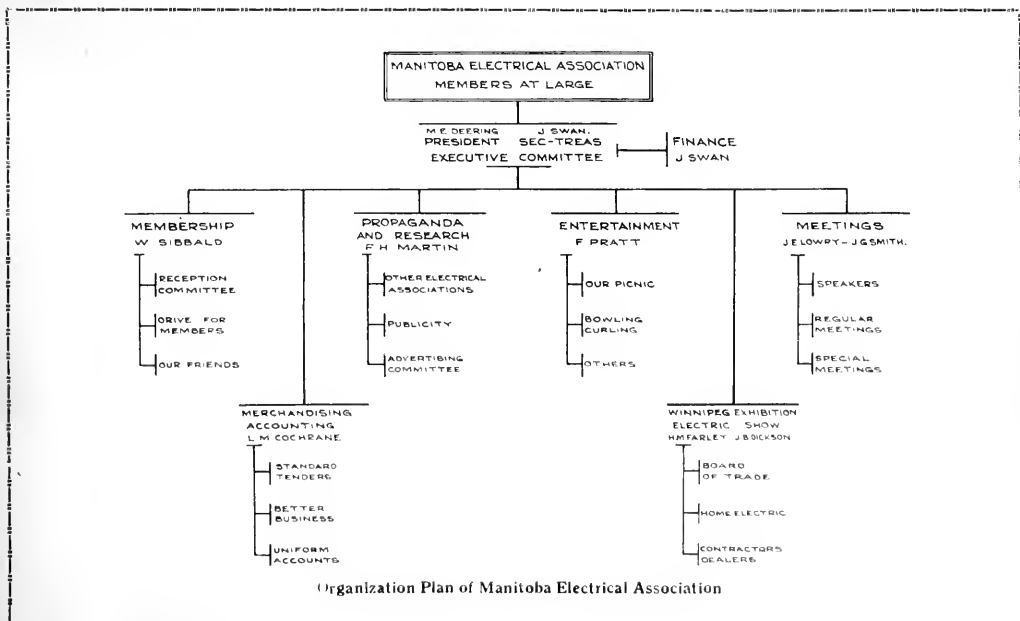 MANITOBA ELECTRICAL ASSOCIATION
MEMBERS AT LARGE
M E DEERING J SWAN.
PRESIDENT SEC-TREAS
EXECUTIVE COMMITTEE
FINANCE
J SWAN
MEMBERSHIP
W SIBBALD
RECEPTION
COMMITTEE
DRIVE FOR
MEMBERS
OUR FRIENDS
PROPAGANDA
AND RESEARCH
F H MARTIN
OTHER ELECTRICAL
ASSOCIATIONS
PUBLICITY
ADVERTISING
COMMITTEE
ENTERTAINMENT
F PRATT
OUR PICNIC
BOWLING
CURLING
OTHERS
MEETINGS
J E LOWRY - J G SMITH.
SPEAKERS
REGULAR
MEETINGS
SPECIAL
MEETINGS
MERCHANDISING
ACCOUNTING
L M COCHRANE
STANDARD
TENDERS
BETTER
BUSINESS
UNIFORM
ACCOUNTS
WINNIPEG EXHIBITION
ELECTRIC SHOW
H M FARLEY J B DICKSON
BOARD
OF TRADE
HOME ELECTRIC
CONTRACTORS
DEALERS
Organization Plan of Manitoba Electrical Association